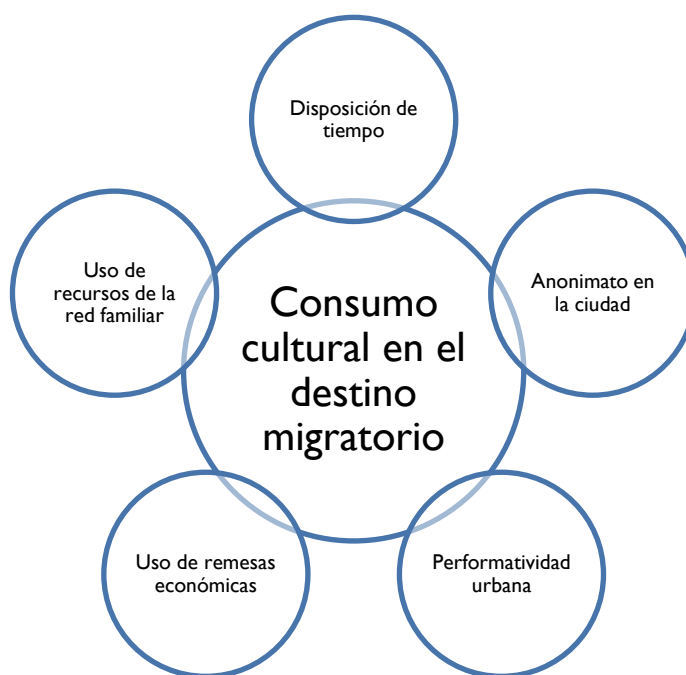 Disposición de
tiempo
Uso de
recursos de la
red familiar
Anonimato en
la ciudad
Consumo
cultural en el
destino
migratorio
Uso de remesas
económicas
Performatividad
urbana